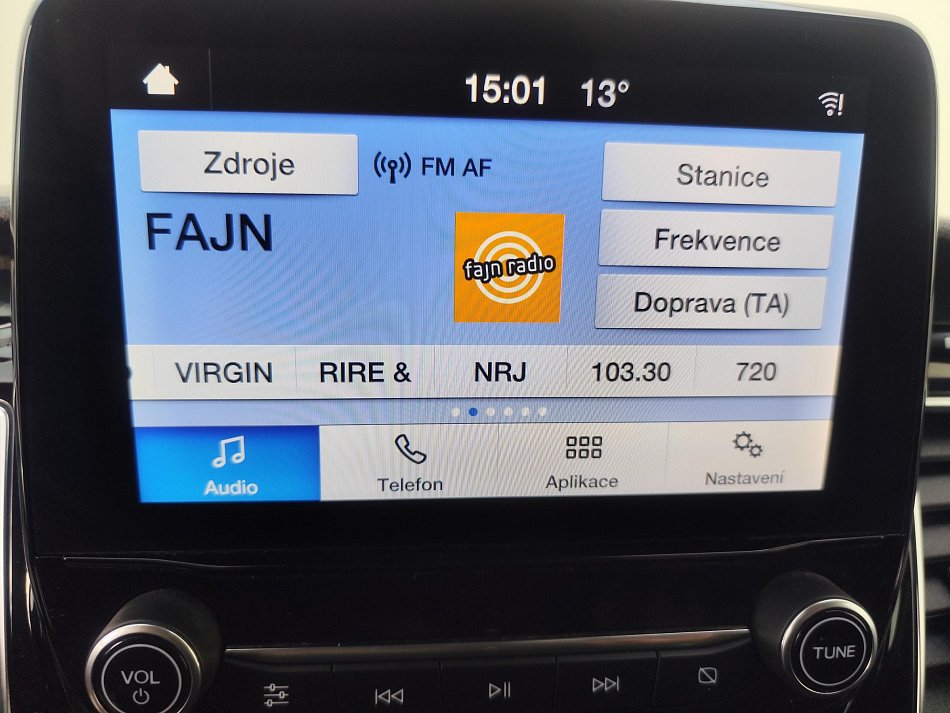 15:01 13°
Zdroje
FM AF
Stanice
FAJN
fajn radio
Frekvence
Doprava (TA)
VIRGIN RIRE & NRJ 103.30 720
Audio Telefon Aplikace Nastavení
VOL
TUNE